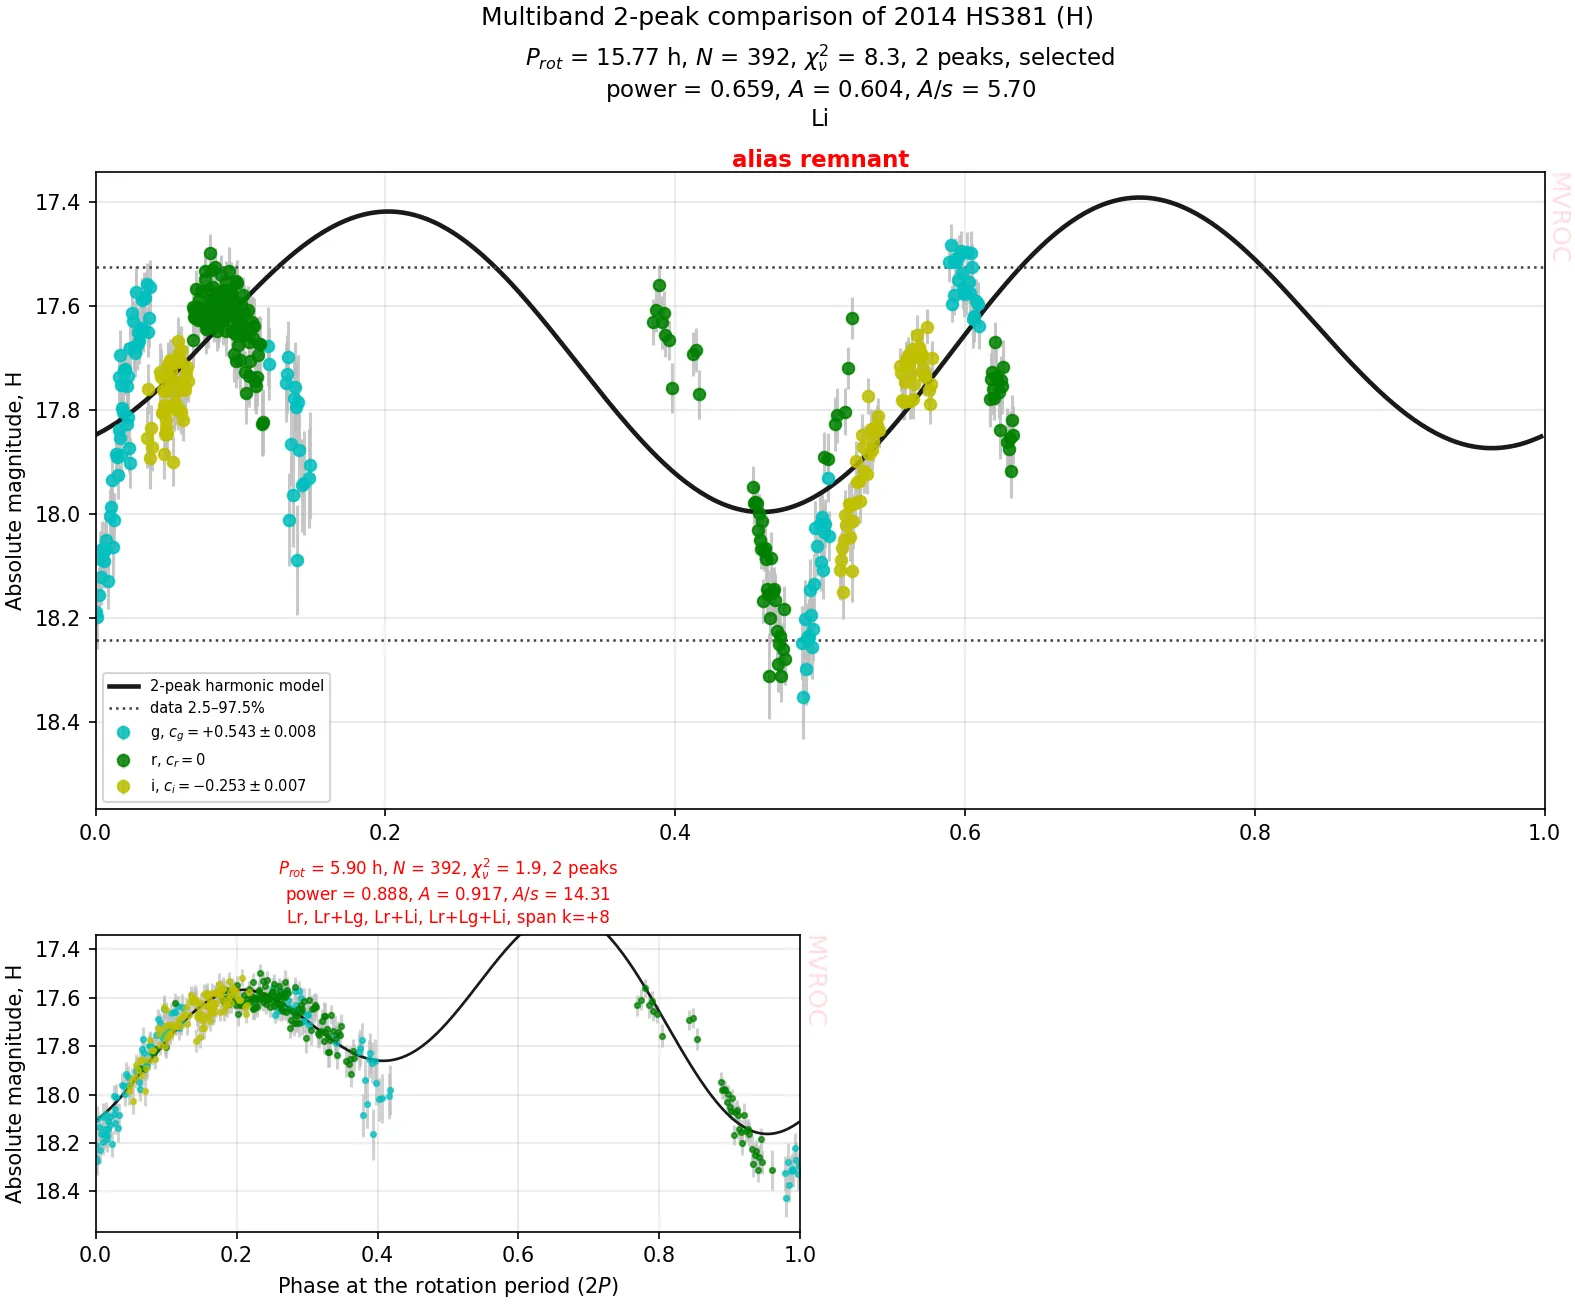 Multiband 2-peak comparison of 2014 HS381 (H)
P_rot = 15.77 h, N = 392, χ²_ν = 8.3, 2 peaks, selected
power = 0.659, A = 0.604, A/s = 5.70
Li
alias remnant
MVROC
Absolute magnitude, H
17.4
17.6
17.8
18.0
18.2
18.4
2-peak harmonic model
data 2.5–97.5%
g, c_g = +0.543 ± 0.008
r, c_r = 0
i, c_i = −0.253 ± 0.007
0.0 0.2 0.4 0.6 0.8 1.0
P_rot = 5.90 h, N = 392, χ²_ν = 1.9, 2 peaks
power = 0.888, A = 0.917, A/s = 14.31
Lr, Lr+Lg, Lr+Li, Lr+Lg+Li, span k=+8
MVROC
Absolute magnitude, H
17.4
17.6
17.8
18.0
18.2
18.4
0.0 0.2 0.4 0.6 0.8 1.0
Phase at the rotation period (2P)